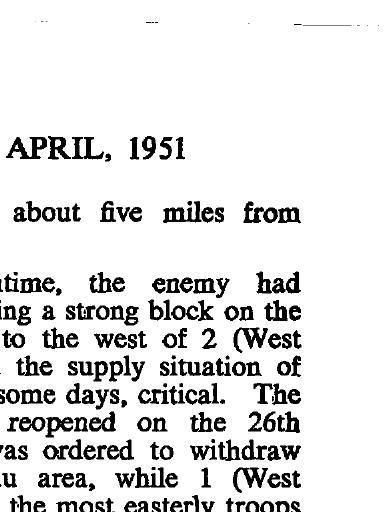 APRIL, 1951
about five miles from
the enemy had
a strong block on the
to the west of 2 (West
the supply situation of
some days, critical. The
reopened on the 26th
was ordered to withdraw
area, while 1 (West
the most easterly troops